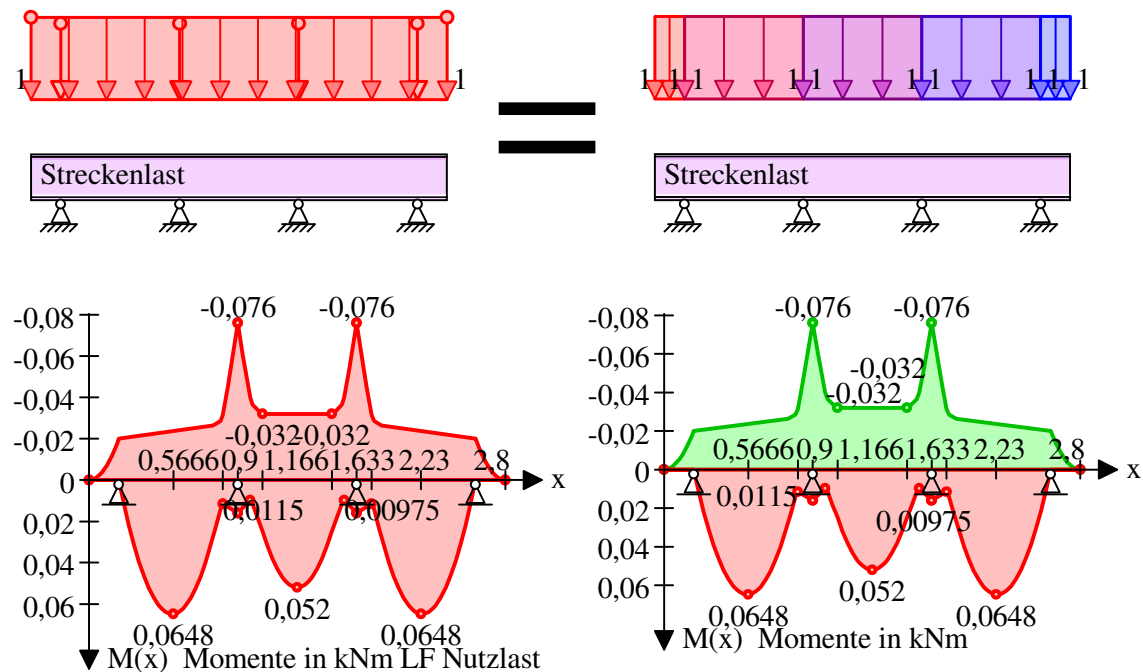 1 1 1 1 1 1 1 1 1 1 1 1
Streckenlast Streckenlast
-0,076 -0,076 -0,076 -0,076
-0,08 -0,08
-0,06 -0,06
-0,032
-0,04 -0,04
-0,032
-0,02 -0,032 -0,032 -0,02
0,5666 0,9 1,166 1,633 2,23 2,8 0,5666 0,9 1,166 1,633 2,23 2,8
0 x 0 x
0,0115 0,00975 0,0115
0,02 0,02
0,00975
0,04 0,04
0,052 0,052
0,06 0,06
0,0648 0,0648 0,0648 0,0648
M(x) Momente in kNm LF Nutzlast M(x) Momente in kNm